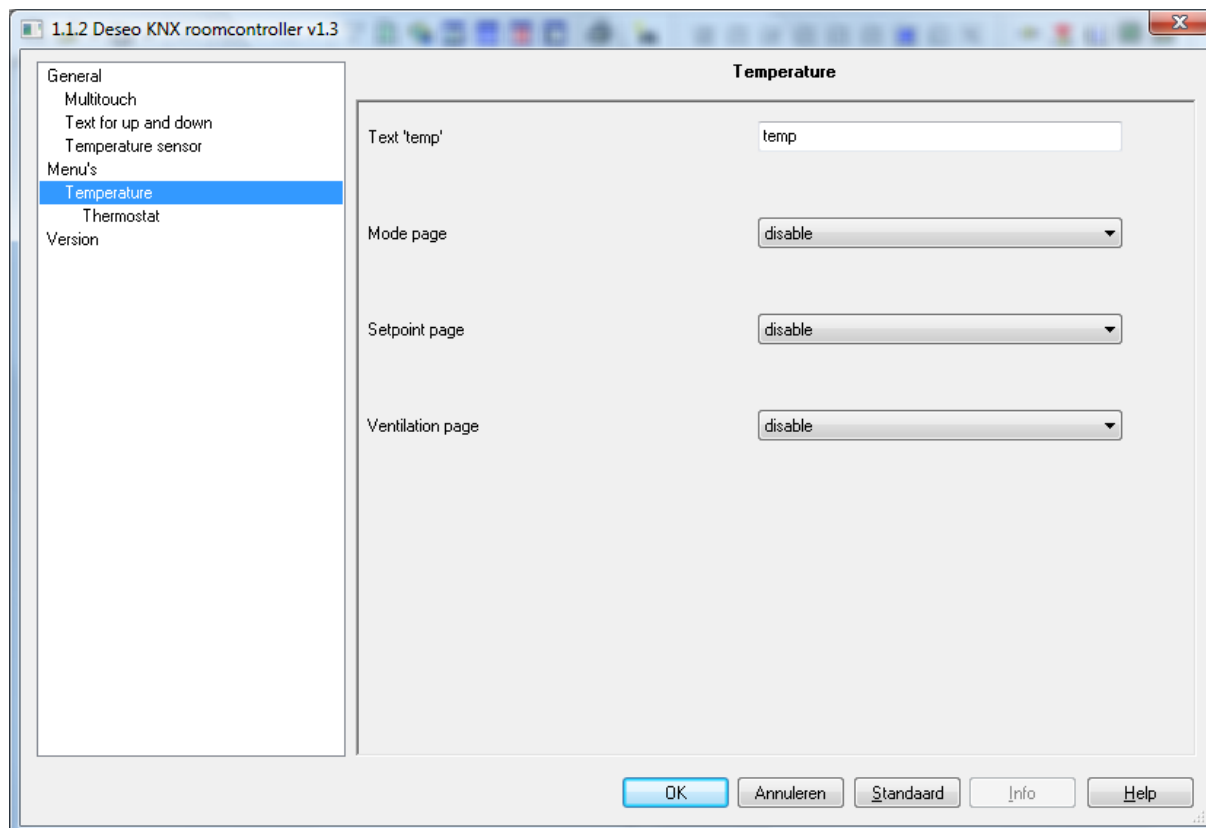 1.1.2 Deseo KNX roomcontroller v1.3
General
Multitouch
Text for up and down
Temperature sensor
Menu's
Temperature
Thermostat
Version
Temperature
Text 'temp' temp
Mode page disable
Setpoint page disable
Ventilation page disable
OK Annuleren Standaard Info Help